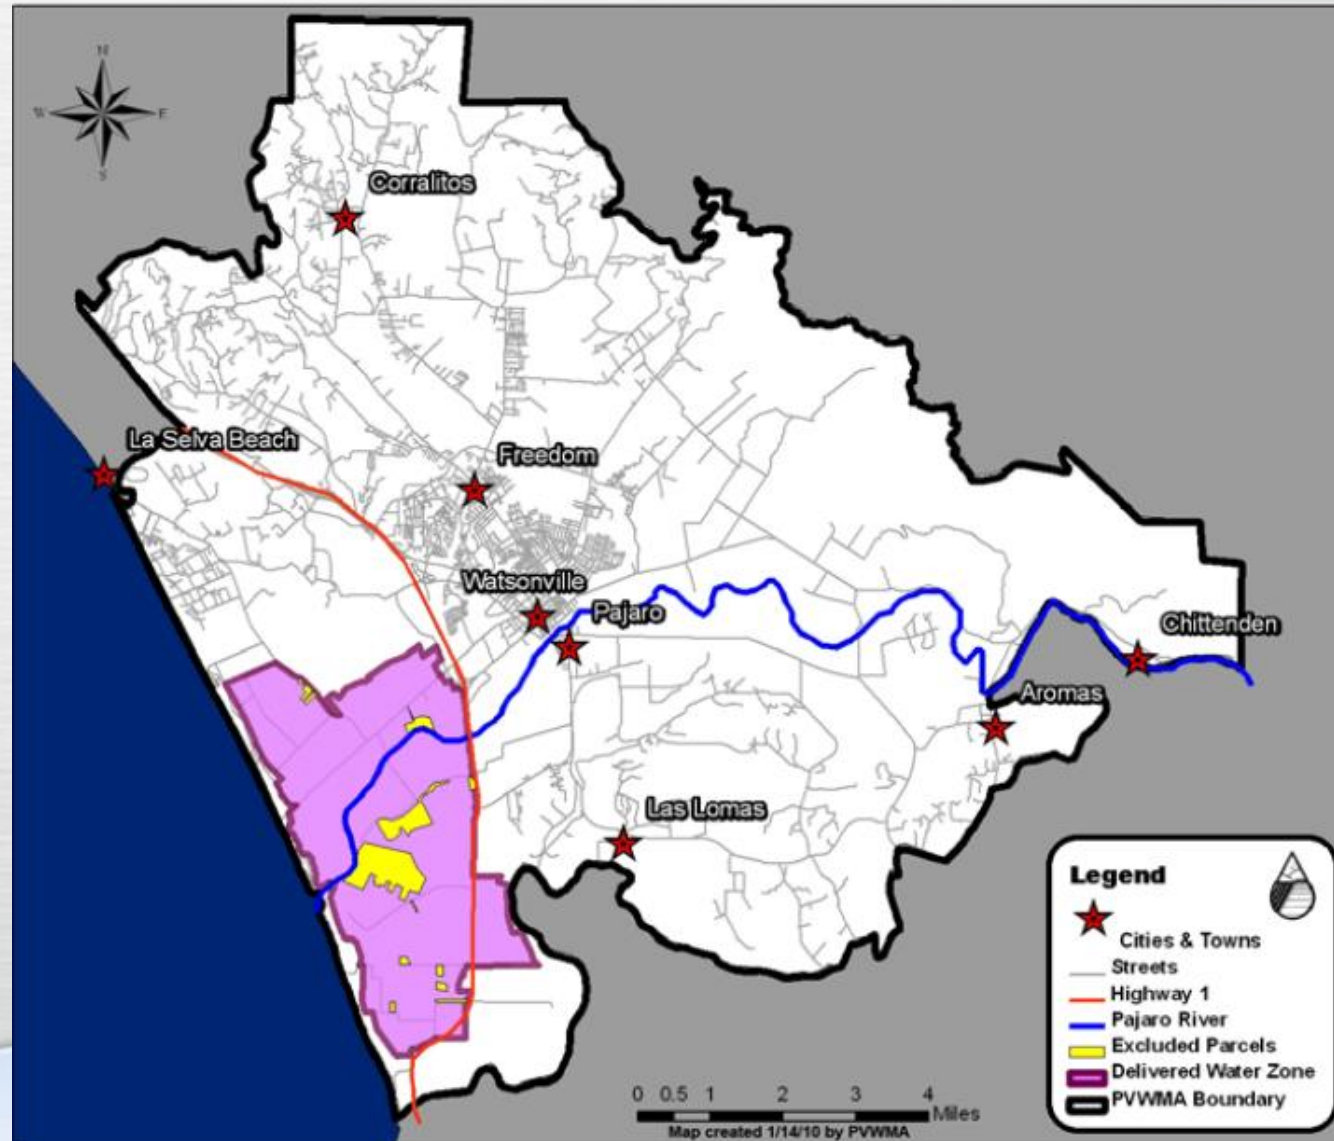 N
W E
S
Corralitos
La Selva Beach
Freedom
Watsonville
Pajaro
Chittenden
Aromas
Las Lomas
Legend
Cities & Towns
Streets
Highway 1
Pajaro River
Excluded Parcels
Delivered Water Zone
PVWMA Boundary
0 0.5 1 2 3 4
Miles
Map created 1/14/10 by PVWMA